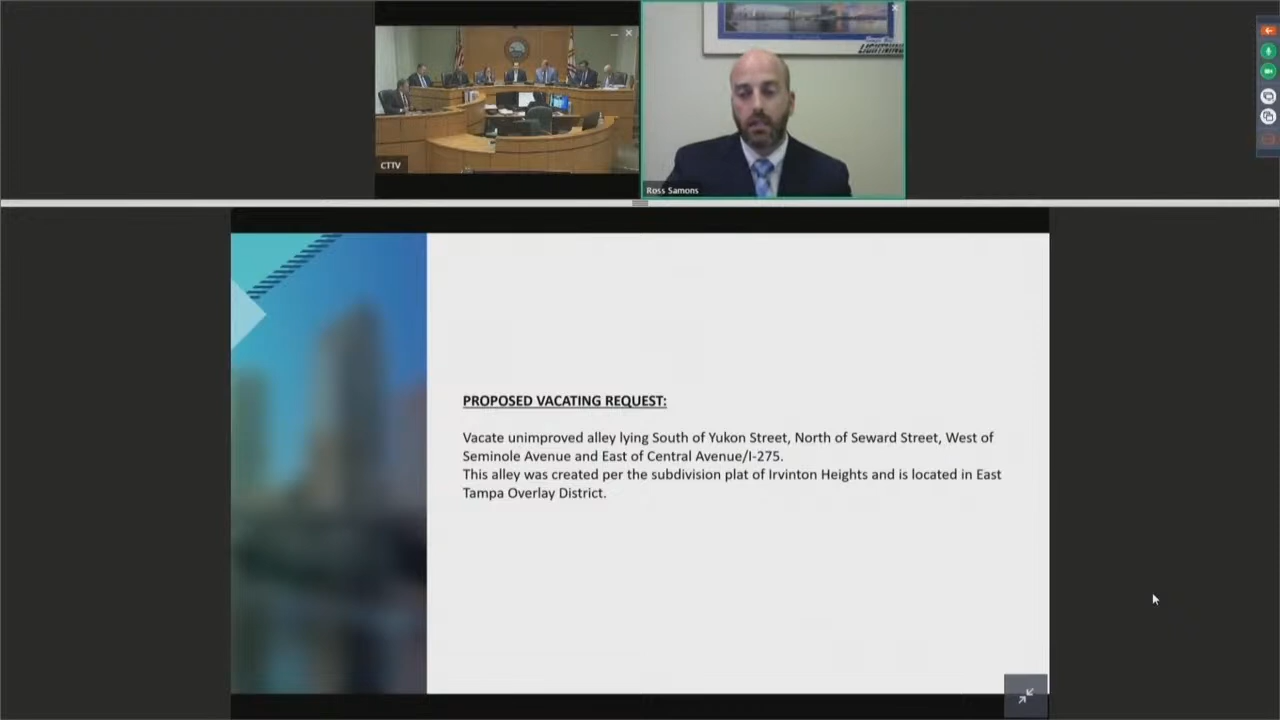 LIGHTNING
CTTV
Ross Samons
PROPOSED VACATING REQUEST:
Vacate unimproved alley lying South of Yukon Street, North of Seward Street, West of
Seminole Avenue and East of Central Avenue/I-275.
This alley was created per the subdivision plat of Irvinton Heights and is located in East
Tampa Overlay District.